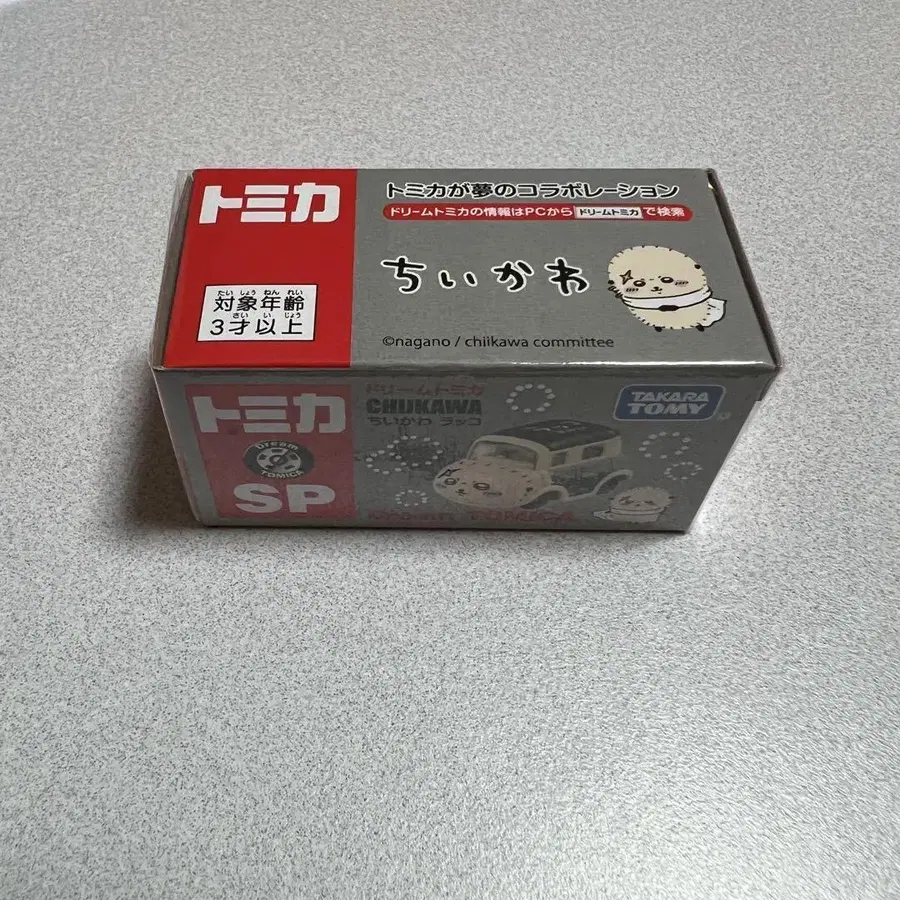 トミカ
トミカが夢のコラボレーション
ドリームトミカの情報はPCから ドリームトミカ で検索
ちいかわ
たいしょうねんれい
対象年齢
さいいじょう
3才以上
©nagano / chiikawa committee
トミカ
Dream
TOMICA
SP
ドリームトミカ
CHIIKAWA
ちいかわ ラッコ
TAKARA
TOMY
TOMICA